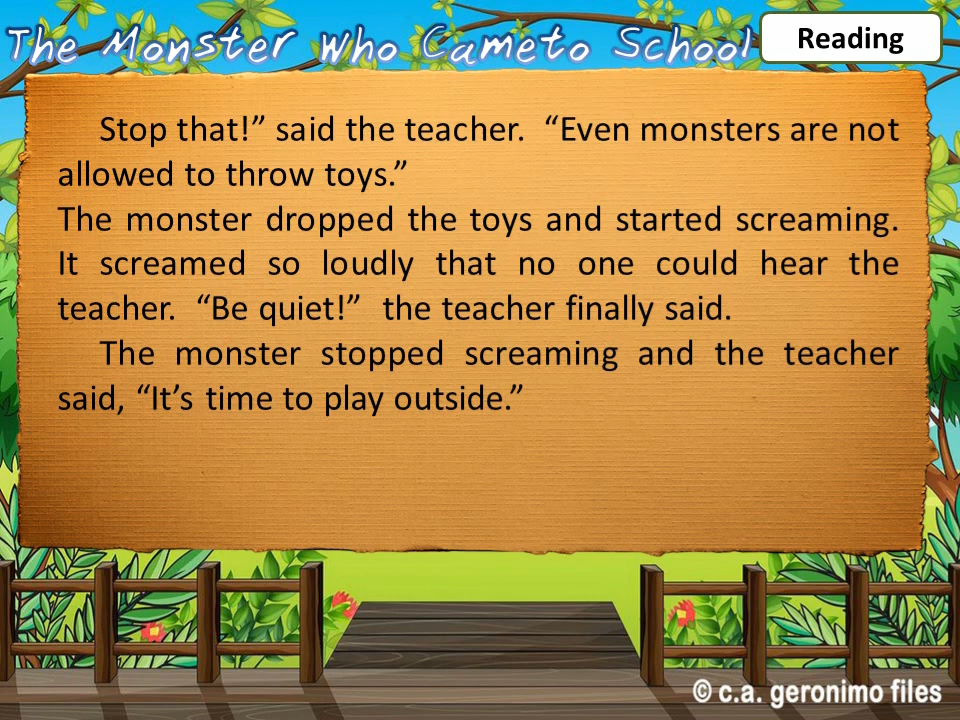 The Monster Who Cameto School
Reading
Stop that!” said the teacher.  “Even monsters are not
allowed to throw toys.”
The monster dropped the toys and started screaming.
It screamed so loudly that no one could hear the
teacher.  “Be quiet!”  the teacher finally said.
The monster stopped screaming and the teacher
said, “It’s time to play outside.”
© c.a. geronimo files